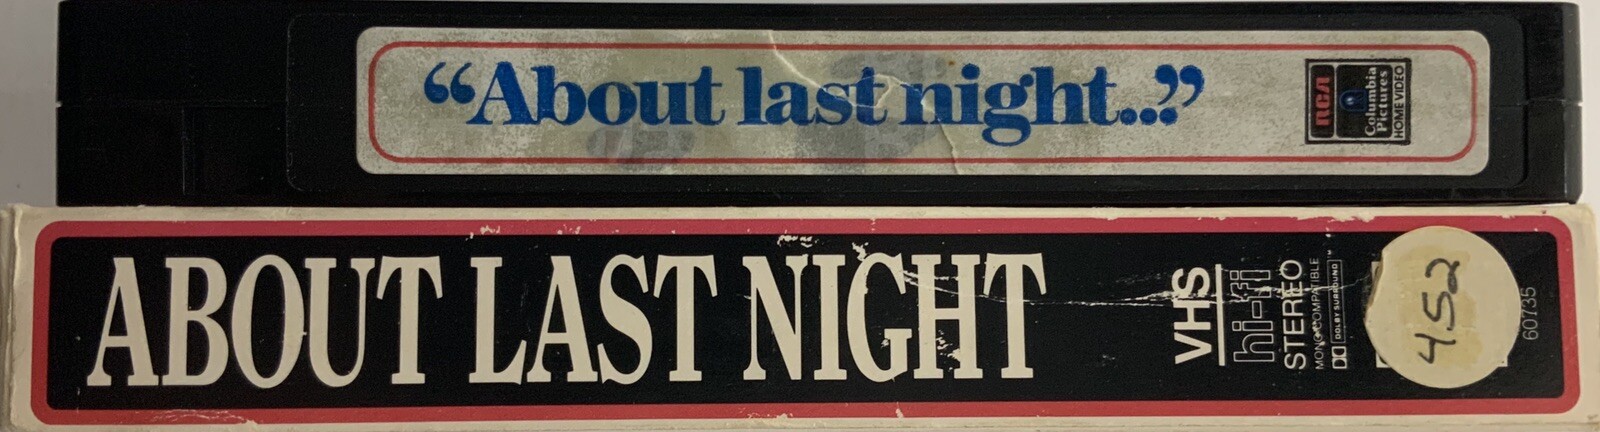 “About last night...”
RCA
Columbia
Pictures
HOME VIDEO
ABOUT LAST NIGHT
VHS
hi-fi
STEREO
MONO COMPATIBLE
DOLBY SURROUND™
452
60735